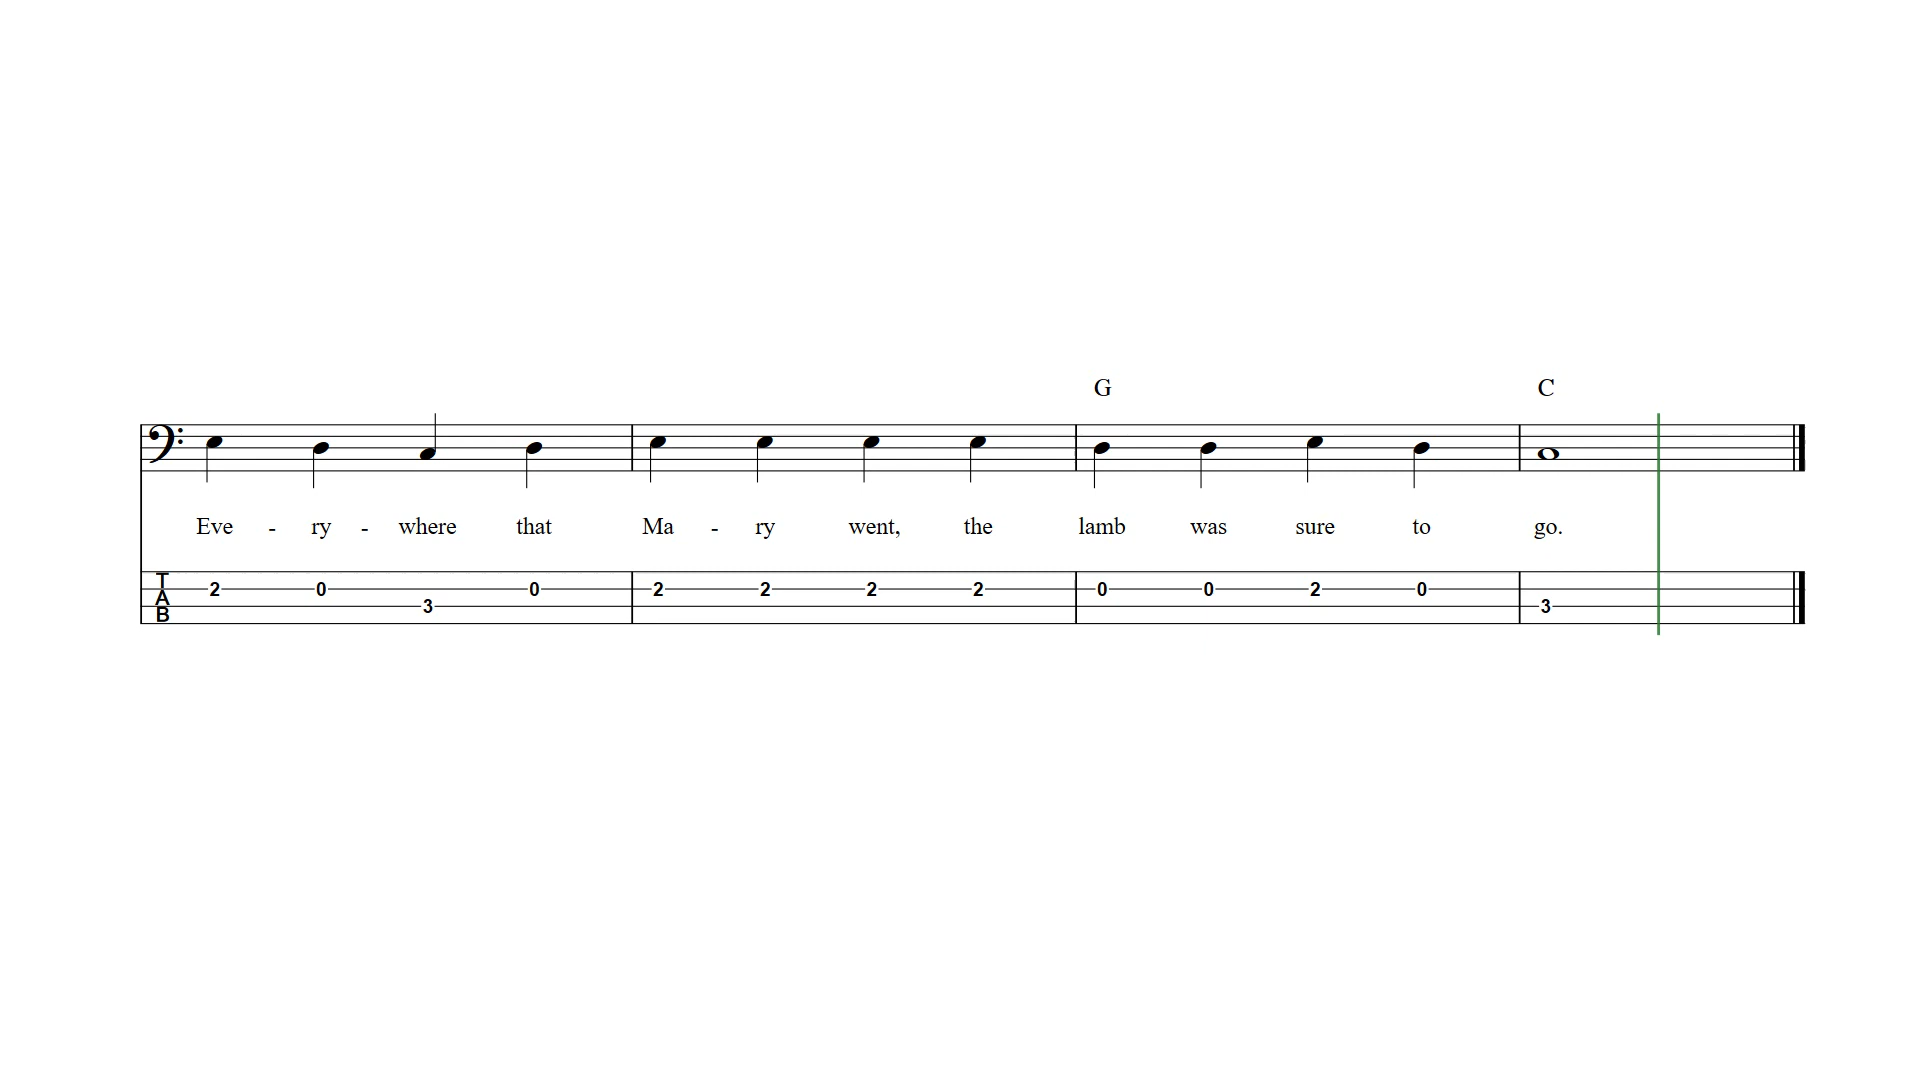 G C
Eve - ry - where that Ma - ry went, the lamb was sure to go.
T 2 0 0 2 2 2 2 0 0 2 0
A 3 3
B